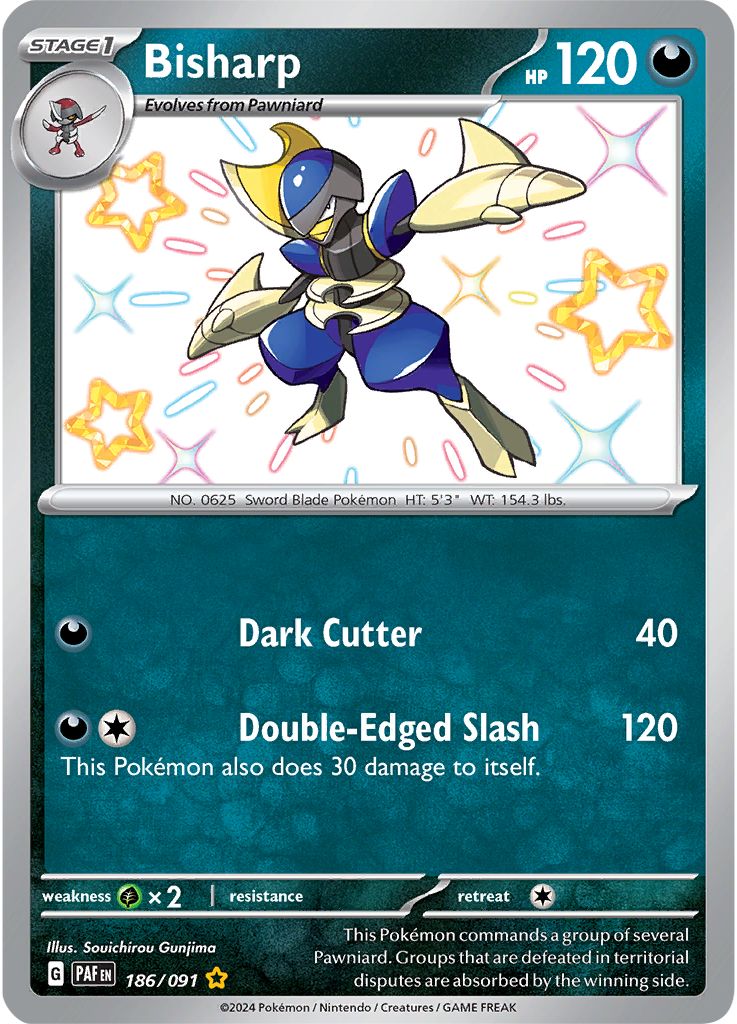 STAGE1
Bisharp
HP 120
Evolves from Pawniard
NO. 0625 Sword Blade Pokémon HT: 5'3" WT: 154.3 lbs.
Dark Cutter 40
Double-Edged Slash 120
This Pokémon also does 30 damage to itself.
weakness ×2 resistance retreat
Illus. Souichirou Gunjima
G PAF EN 186/091
This Pokémon commands a group of several
Pawniard. Groups that are defeated in territorial
disputes are absorbed by the winning side.
©2024 Pokémon / Nintendo / Creatures / GAME FREAK